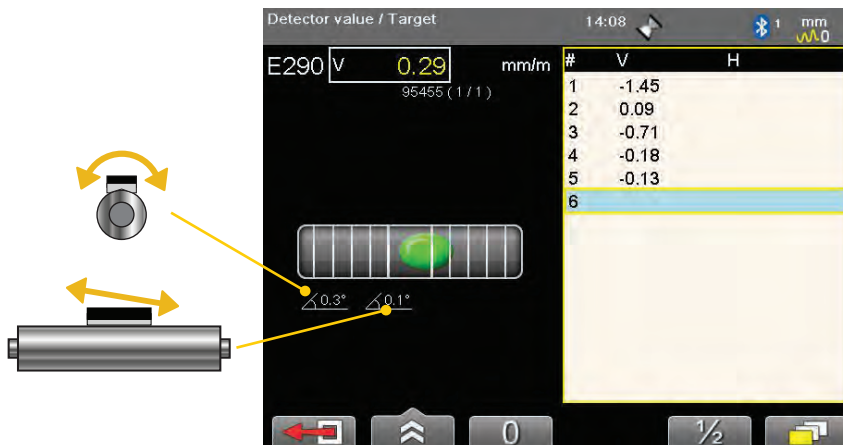 Detector value / Target 14:08 1 mm
0
E290 V 0.29 mm/m
95455 ( 1 / 1 )
# V H
1 -1.45
2 0.09
3 -0.71
4 -0.18
5 -0.13
6
0.3° 0.1°
0 ½